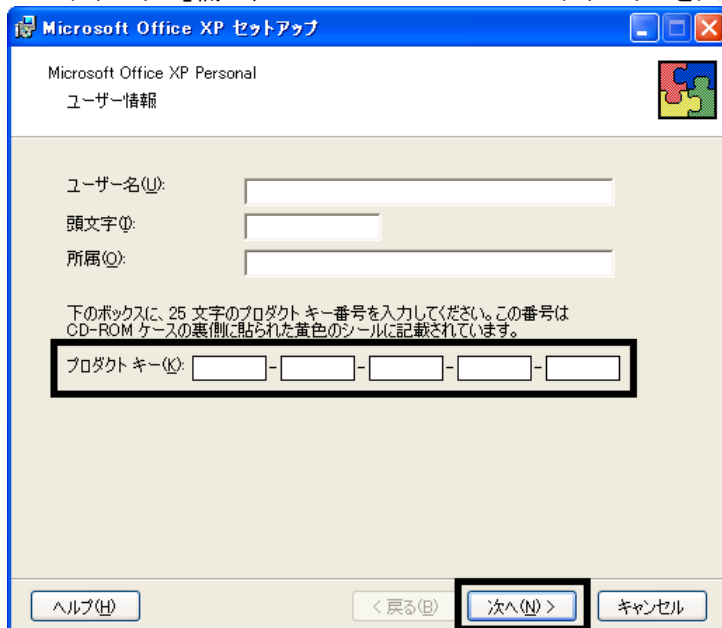 Microsoft Office XP セットアップ
Microsoft Office XP Personal
ユーザー情報
ユーザー名(U):
頭文字(I):
所属(O):
下のボックスに、25 文字のプロダクト キー番号を入力してください。この番号は
CD-ROM ケースの裏側に貼られた黄色のシールに記載されています。
プロダクト キー(K): - - - -
ヘルプ(H) < 戻る(B) 次へ(N) > キャンセル